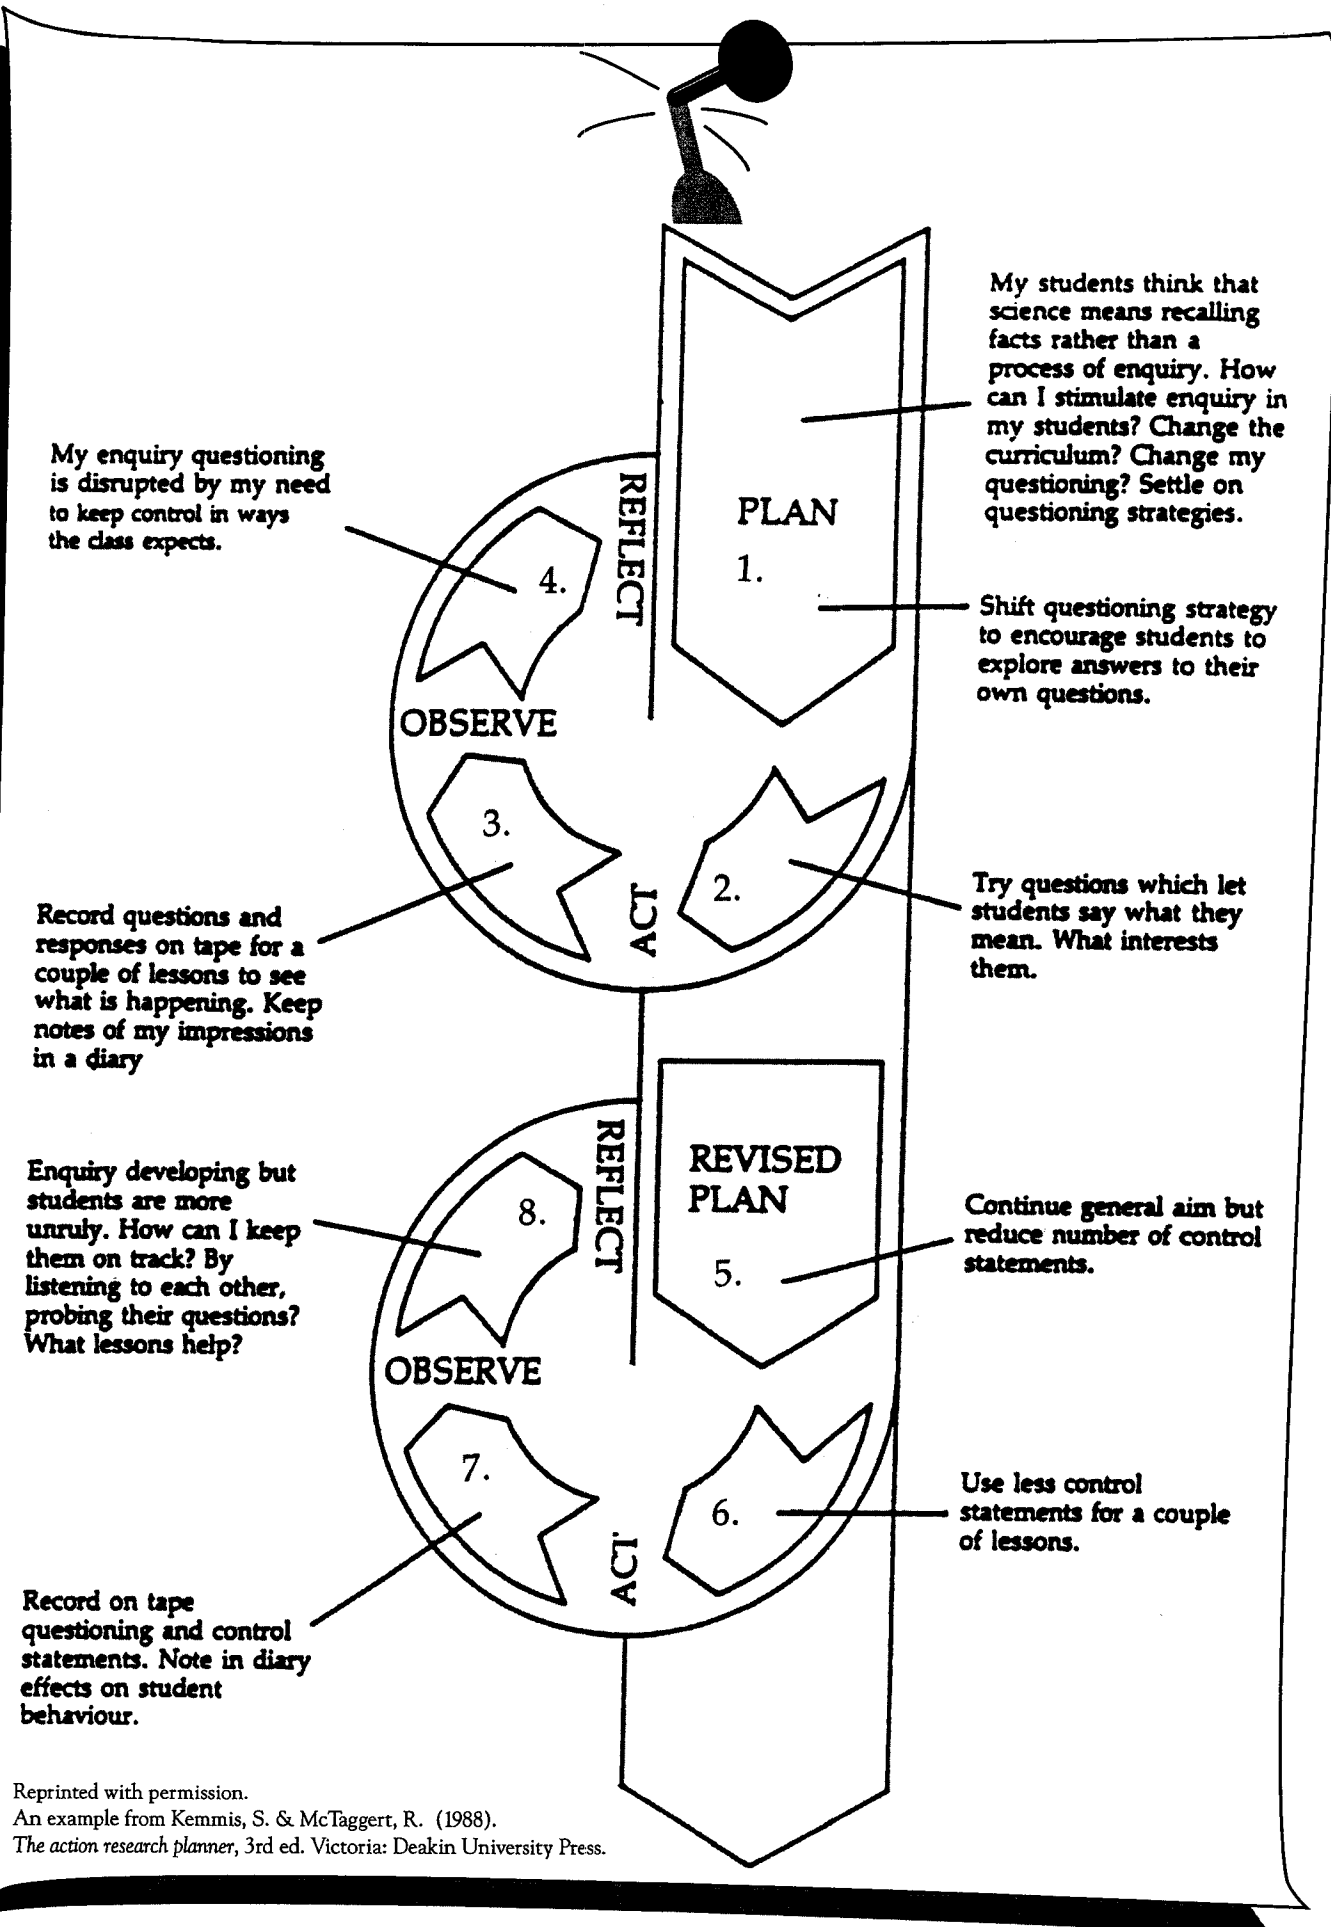 My students think that
science means recalling
facts rather than a
process of enquiry. How
can I stimulate enquiry in
my students? Change the
curriculum? Change my
questioning? Settle on
questioning strategies.
PLAN
1.
Shift questioning strategy
to encourage students to
explore answers to their
own questions.
REFLECT
My enquiry questioning
is disrupted by my need
to keep control in ways
the class expects.
4.
OBSERVE
3.
2.
ACT.
Try questions which let
students say what they
mean. What interests
them.
Record questions and
responses on tape for a
couple of lessons to see
what is happening. Keep
notes of my impressions
in a diary
REVISED
PLAN
5.
Continue general aim but
reduce number of control
statements.
REFLECT
Enquiry developing but
students are more
unruly. How can I keep
them on track? By
listening to each other,
probing their questions?
What lessons help?
8.
OBSERVE
7.
6.
ACT.
Use less control
statements for a couple
of lessons.
Record on tape
questioning and control
statements. Note in diary
effects on student
behaviour.
Reprinted with permission.
An example from Kemmis, S. & McTaggert, R. (1988).
The action research planner, 3rd ed. Victoria: Deakin University Press.